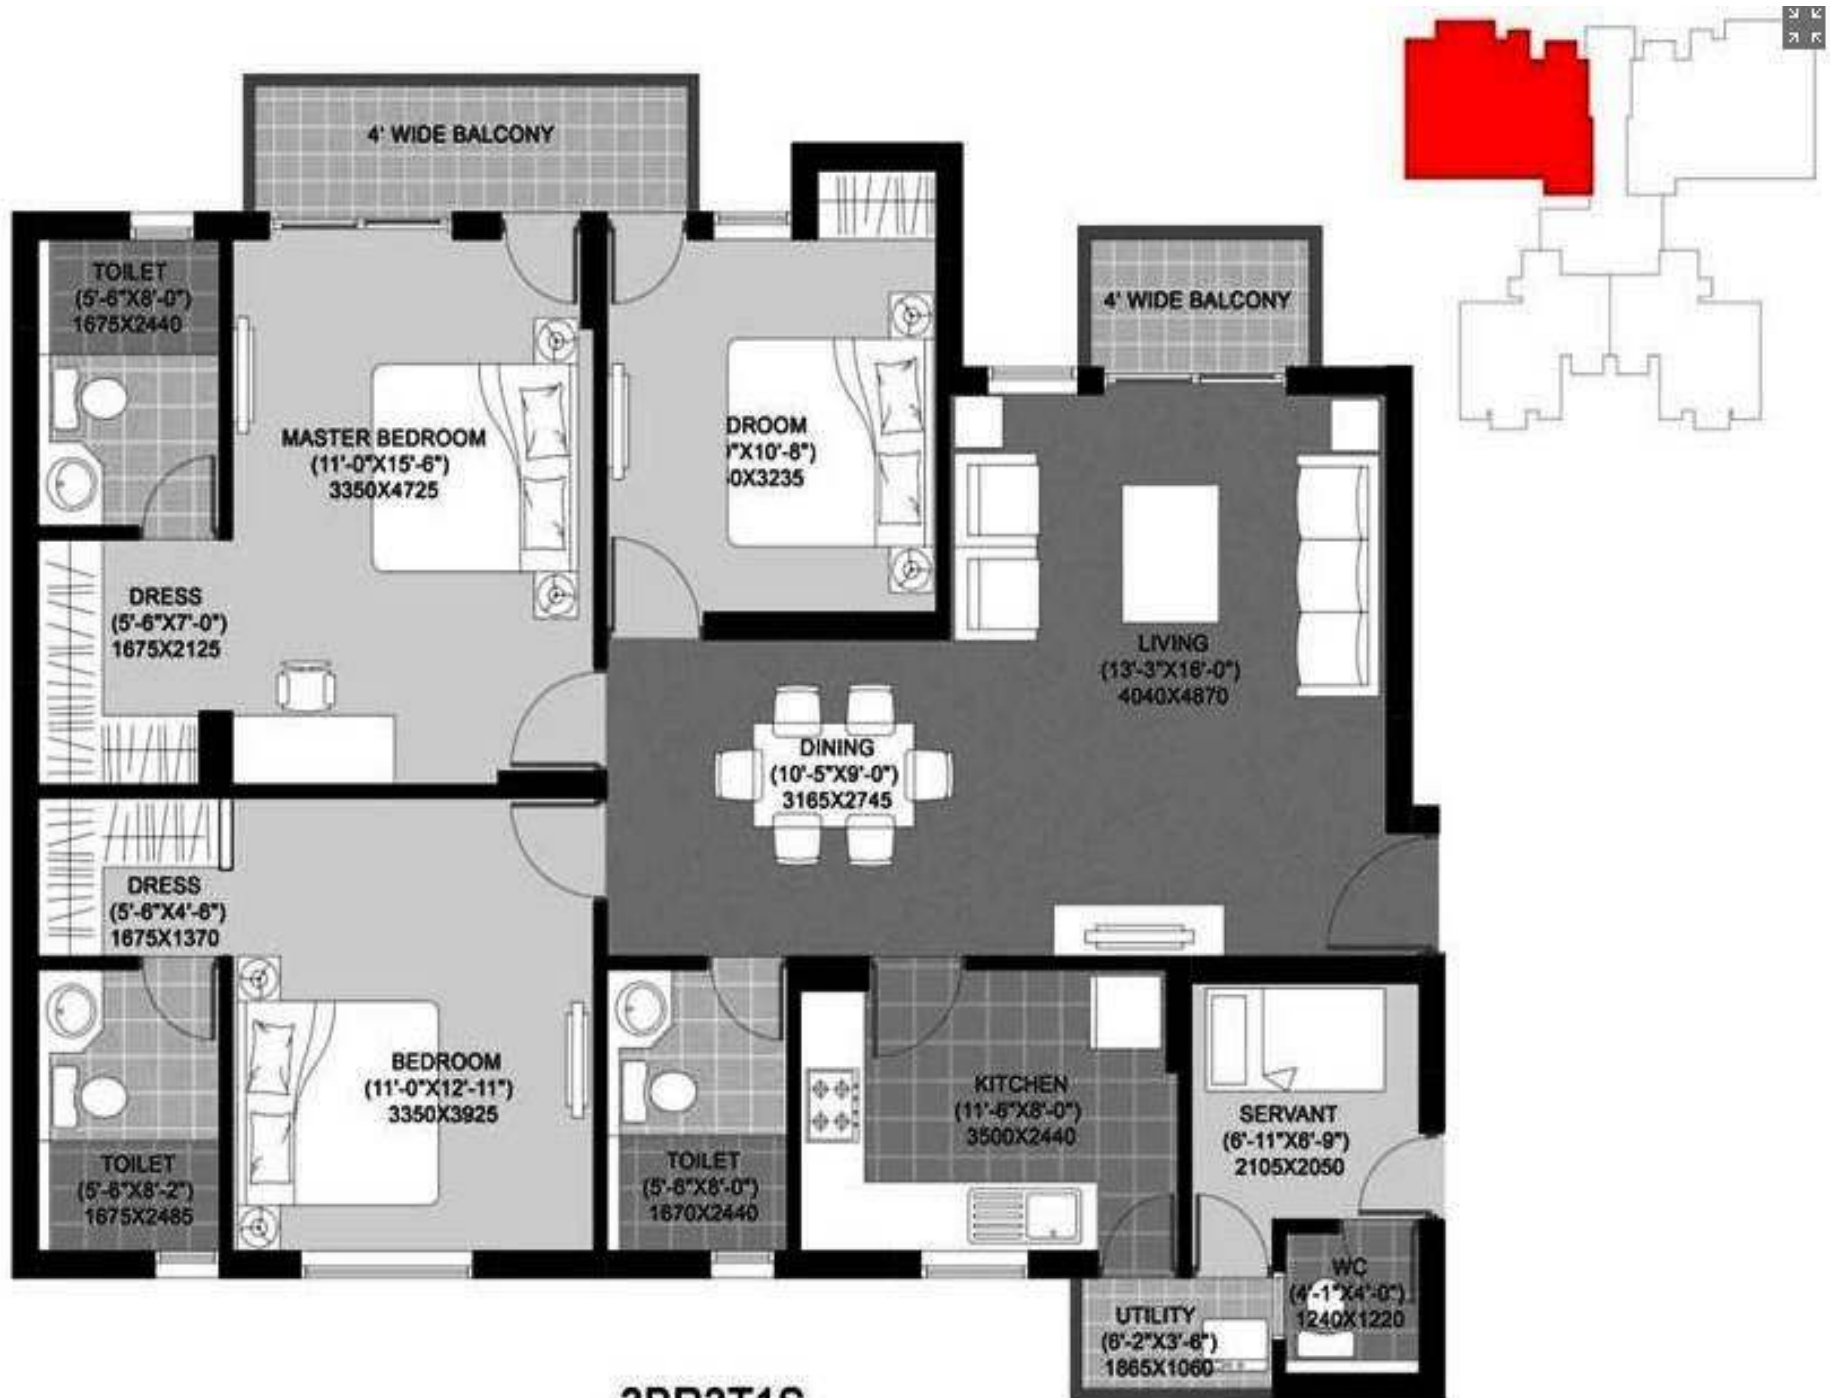 4' WIDE BALCONY
TOILET
(5'-6"X8'-0")
1675X2440
4' WIDE BALCONY
MASTER BEDROOM
(11'-0"X15'-6")
3350X4725
DROOM
"X10'-8")
0X3235
DRESS
(5'-6"X7'-0")
1675X2125
LIVING
(13'-3"X16'-0")
4040X4870
DINING
(10'-5"X9'-0")
3165X2745
DRESS
(5'-6"X4'-6")
1675X1370
BEDROOM
(11'-0"X12'-11")
3350X3925
KITCHEN
(11'-6"X8'-0")
3500X2440
SERVANT
(6'-11"X6'-9")
2105X2050
TOILET
(5'-6"X8'-2")
1675X2485
TOILET
(5'-6"X8'-0")
1670X2440
WC
(4'-1"X4'-0")
1240X1220
UTILITY
(6'-2"X3'-6")
1865X1060